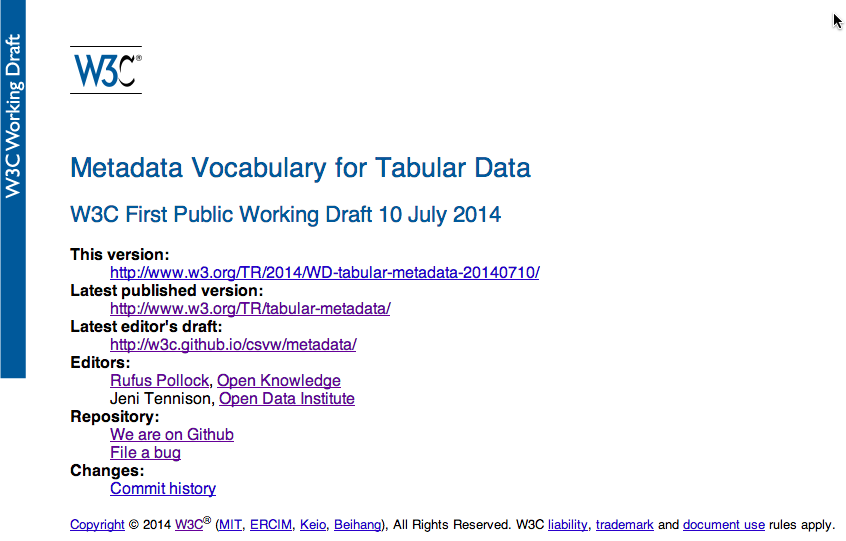 W3C Working Draft
W3C®
Metadata Vocabulary for Tabular Data
W3C First Public Working Draft 10 July 2014
This version:
http://www.w3.org/TR/2014/WD-tabular-metadata-20140710/
Latest published version:
http://www.w3.org/TR/tabular-metadata/
Latest editor's draft:
http://w3c.github.io/csvw/metadata/
Editors:
Rufus Pollock, Open Knowledge
Jeni Tennison, Open Data Institute
Repository:
We are on Github
File a bug
Changes:
Commit history
Copyright © 2014 W3C® (MIT, ERCIM, Keio, Beihang), All Rights Reserved. W3C liability, trademark and document use rules apply.